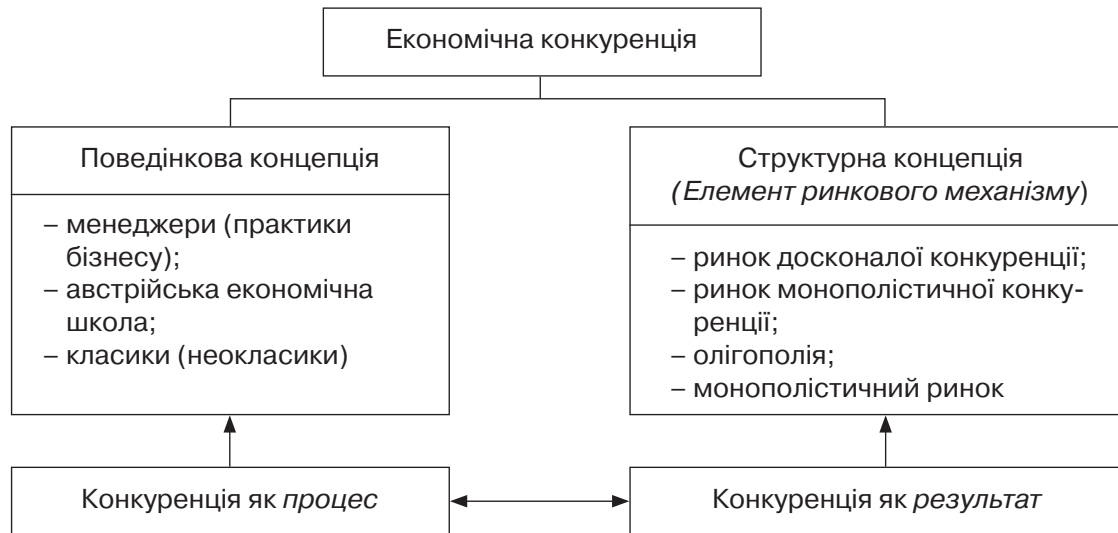 Економічна конкуренція
Поведінкова концепція
– менеджери (практики
бізнесу);
– австрійська економічна
школа;
– класики (неокласики)
Структурна концепція
(Елемент ринкового механізму)
– ринок досконалої конкуренції;
– ринок монополістичної конку-
ренції;
– олігополія;
– монополістичний ринок
Конкуренція як процес
Конкуренція як результат